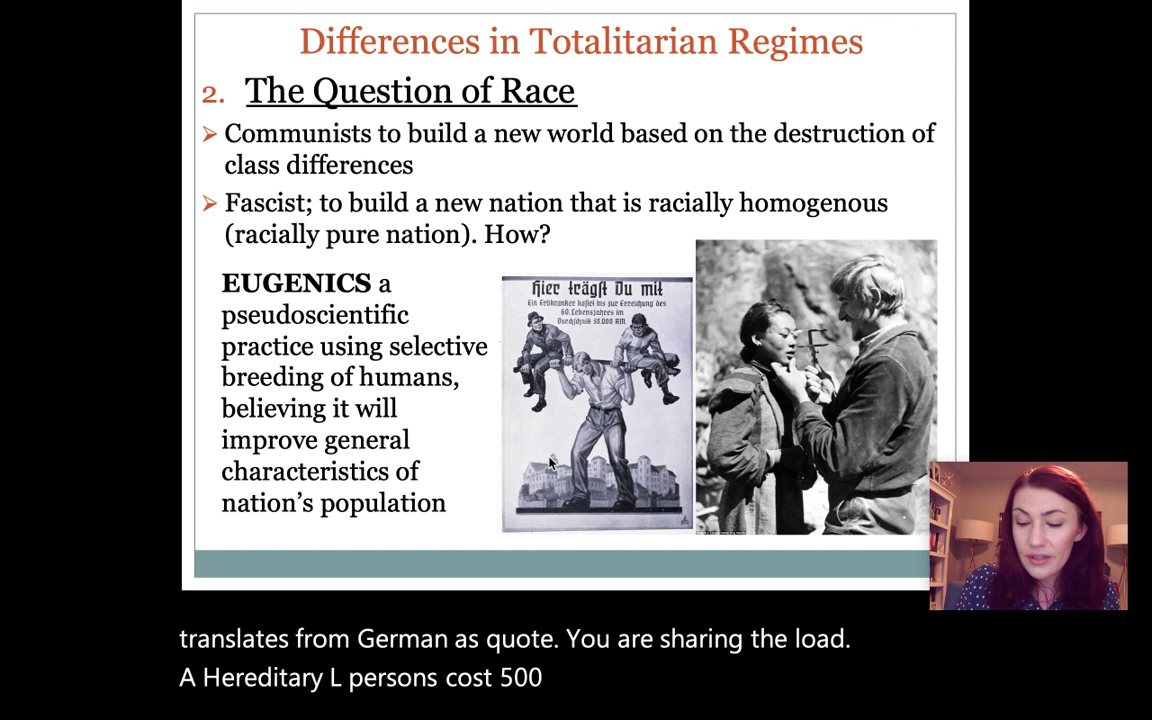 Differences in Totalitarian Regimes
2. The Question of Race
Communists to build a new world based on the destruction of
class differences
Fascist; to build a new nation that is racially homogenous
(racially pure nation). How?
EUGENICS a
pseudoscientific
practice using selective
breeding of humans,
believing it will
improve general
characteristics of
nation's population
Hier trägst Du mit
Ein Erbkranker kostet bis zur Erreichung des
60. Lebensjahres im
Durchschnitt 50.000 RM.
translates from German as quote. You are sharing the load.
A Hereditary L persons cost 500